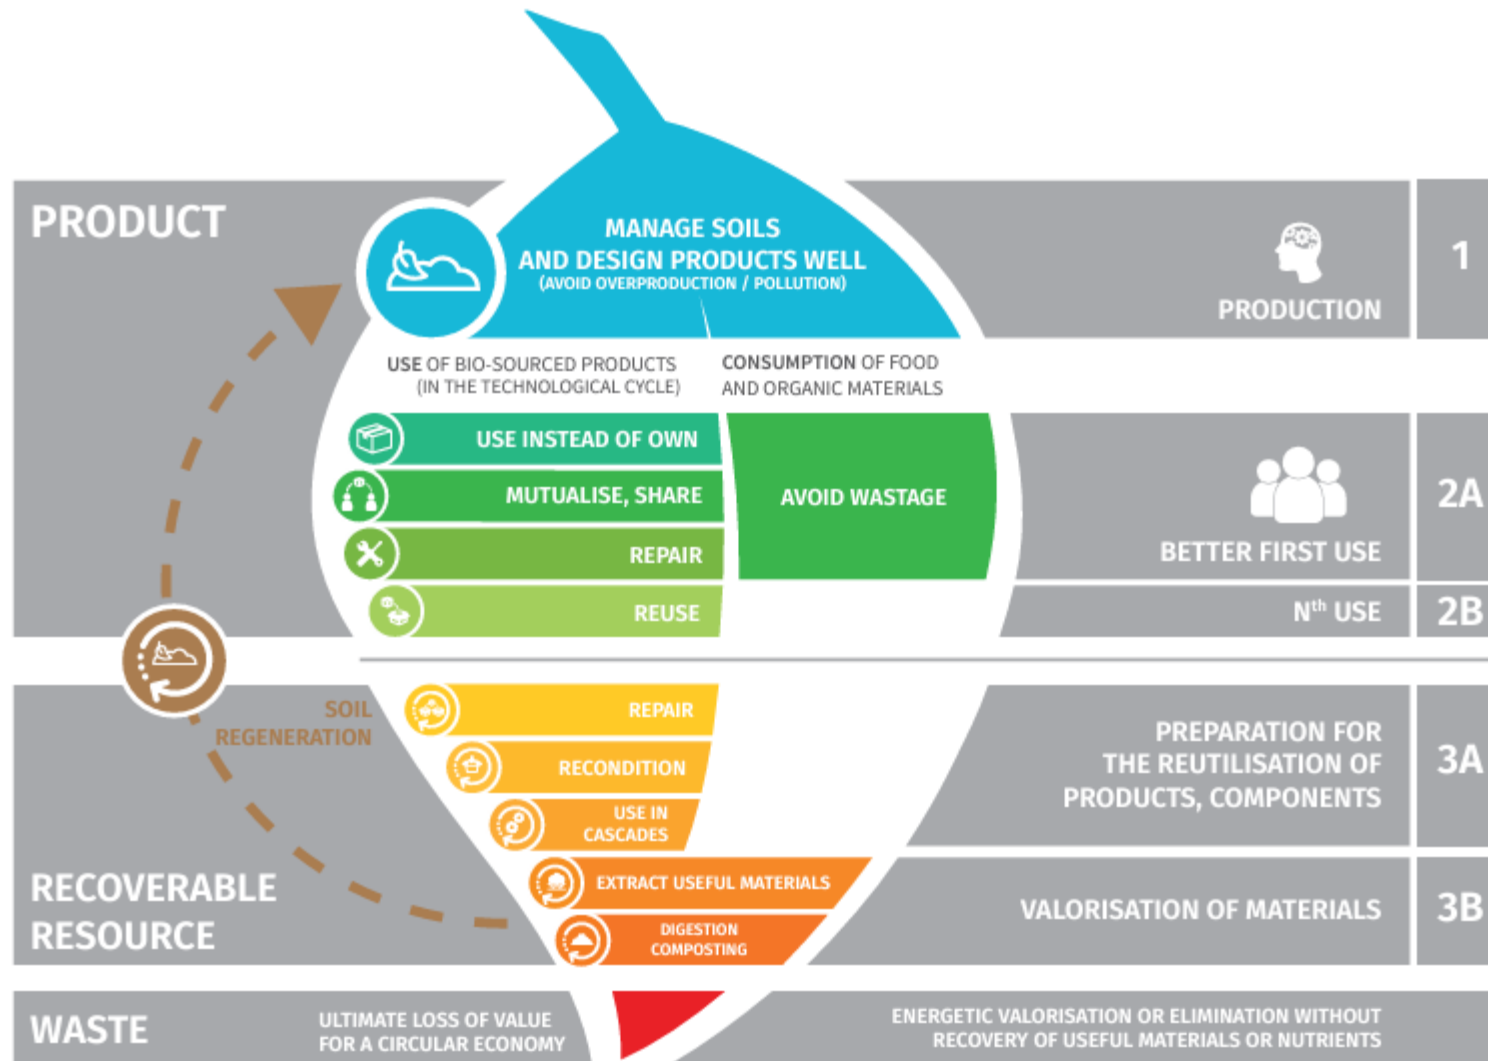 PRODUCT
MANAGE SOILS
AND DESIGN PRODUCTS WELL
(AVOID OVERPRODUCTION / POLLUTION)
PRODUCTION
1
USE OF BIO-SOURCED PRODUCTS
(IN THE TECHNOLOGICAL CYCLE)
CONSUMPTION OF FOOD
AND ORGANIC MATERIALS
USE INSTEAD OF OWN
MUTUALISE, SHARE
REPAIR
REUSE
AVOID WASTAGE
BETTER FIRST USE
2A
Nth USE
2B
SOIL
REGENERATION
RECOVERABLE
RESOURCE
REPAIR
RECONDITION
USE IN
CASCADES
EXTRACT USEFUL MATERIALS
DIGESTION
COMPOSTING
PREPARATION FOR
THE REUTILISATION OF
PRODUCTS, COMPONENTS
3A
VALORISATION OF MATERIALS
3B
WASTE
ULTIMATE LOSS OF VALUE
FOR A CIRCULAR ECONOMY
ENERGETIC VALORISATION OR ELIMINATION WITHOUT
RECOVERY OF USEFUL MATERIALS OR NUTRIENTS